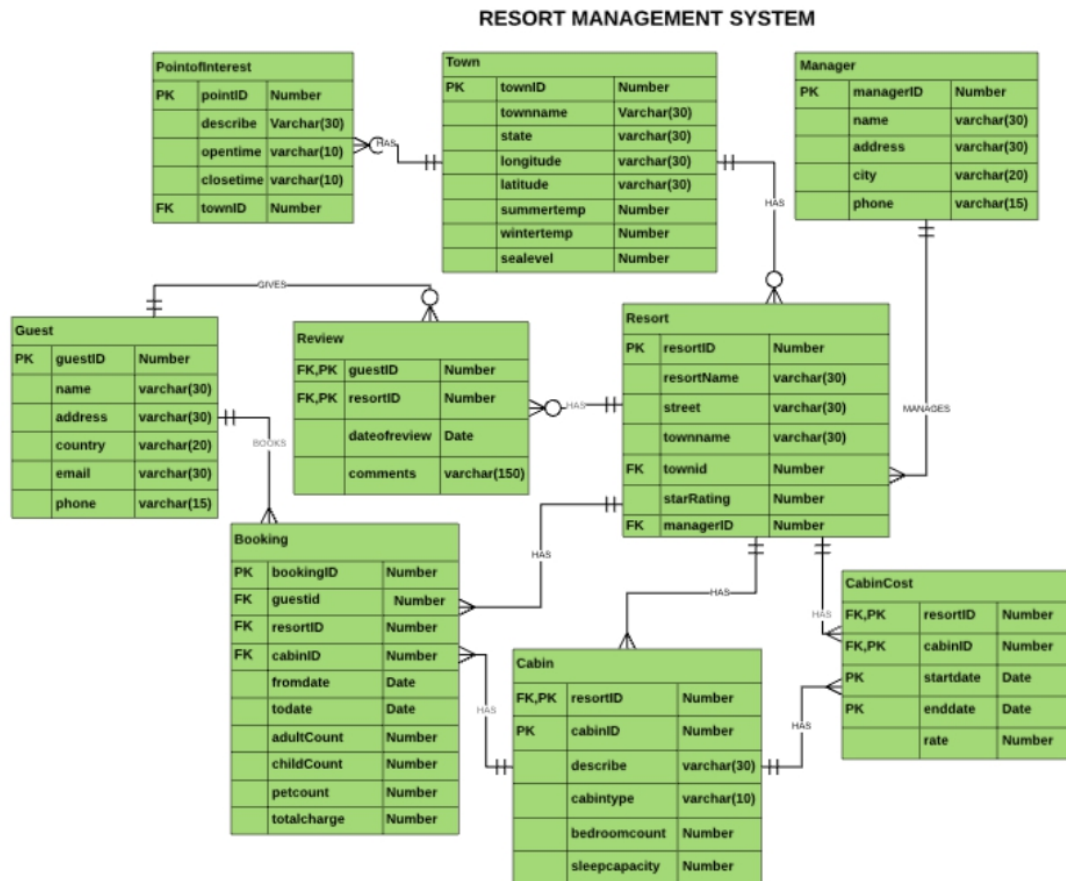 RESORT MANAGEMENT SYSTEM
PointofInterest
PK pointID Number
describe Varchar(30)
opentime varchar(10)
closetime varchar(10)
FK townID Number
HAS
Town
PK townID Number
townname Varchar(30)
state varchar(30)
longitude varchar(30)
latitude varchar(30)
summertemp Number
wintertemp Number
sealevel Number
HAS
Manager
PK managerID Number
name varchar(30)
address varchar(30)
city varchar(20)
phone varchar(15)
MANAGES
GIVES
Guest
PK guestID Number
name varchar(30)
address varchar(30)
country varchar(20)
email varchar(30)
phone varchar(15)
BOOKS
Review
FK,PK guestID Number
FK,PK resortID Number
dateofreview Date
comments varchar(150)
HAS
Resort
PK resortID Number
resortName varchar(30)
street varchar(30)
townname varchar(30)
FK townid Number
starRating Number
FK managerID Number
HAS
HAS
HAS
Booking
PK bookingID Number
FK guestid Number
FK resortID Number
FK cabinID Number
fromdate Date
todate Date
adultCount Number
childCount Number
petcount Number
totalcharge Number
HAS
Cabin
FK,PK resortID Number
PK cabinID Number
describe varchar(30)
cabintype varchar(10)
bedroomcount Number
sleepcapacity Number
HAS
CabinCost
FK,PK resortID Number
FK,PK cabinID Number
PK startdate Date
PK enddate Date
rate Number